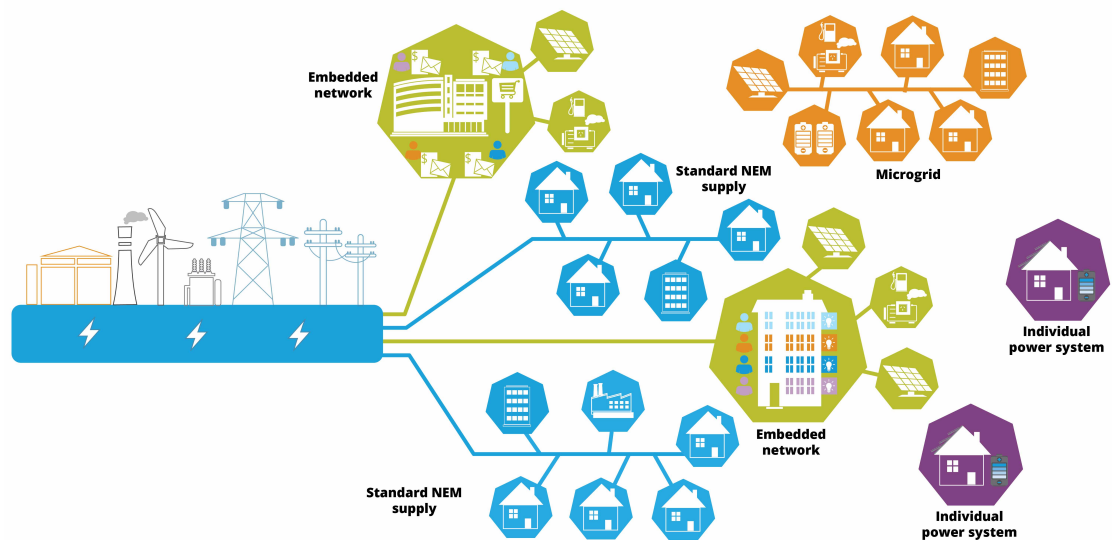 Embedded
network
$
$
$
$
Microgrid
Standard NEM
supply
Individual
power system
Embedded
network
Standard NEM
supply
Individual
power system